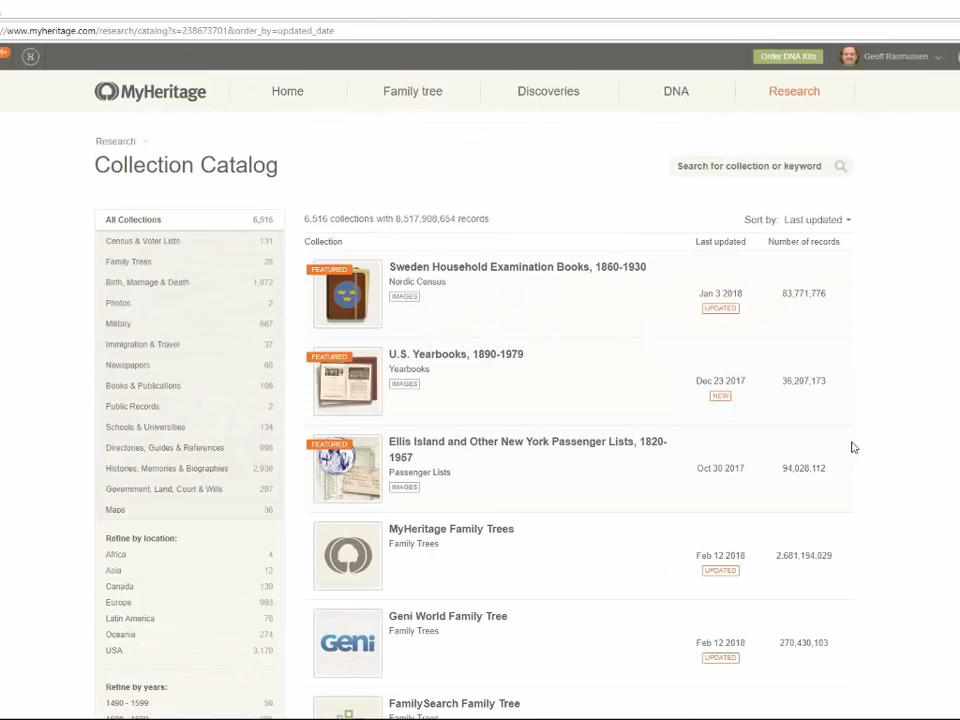 //www.myheritage.com/research/catalog?s=238673701&order_by=updated_date
Order DNA Kits
Geoff Rasmussen
MyHeritage
Home
Family tree
Discoveries
DNA
Research
Research >
Collection Catalog
Search for collection or keyword
All Collections 6,516
Census & Voter Lists 131
Family Trees 28
Birth, Marriage & Death 1,072
Photos 2
Military 667
Immigration & Travel 37
Newspapers 68
Books & Publications 106
Public Records 2
Schools & Universities 134
Directories, Guides & References 998
Histories, Memories & Biographies 2,938
Government, Land, Court & Wills 297
Maps 36
Refine by location:
Africa 4
Asia 12
Canada 139
Europe 993
Latin America 76
Oceania 274
USA 3,170
Refine by years:
1490 - 1599 56
6,516 collections with 8,517,908,654 records
Sort by: Last updated
Collection Last updated Number of records
FEATURED
Sweden Household Examination Books, 1860-1930
Nordic Census
IMAGES
Jan 3 2018
UPDATED
83,771,776
FEATURED
U.S. Yearbooks, 1890-1979
Yearbooks
IMAGES
Dec 23 2017
NEW
36,207,173
FEATURED
Ellis Island and Other New York Passenger Lists, 1820-
1957
Passenger Lists
IMAGES
Oct 30 2017
94,028,112
MyHeritage Family Trees
Family Trees
Feb 12 2018
UPDATED
2,681,194,029
Geni
Geni World Family Tree
Family Trees
Feb 12 2018
UPDATED
270,430,103
FamilySearch Family Tree
Family Trees